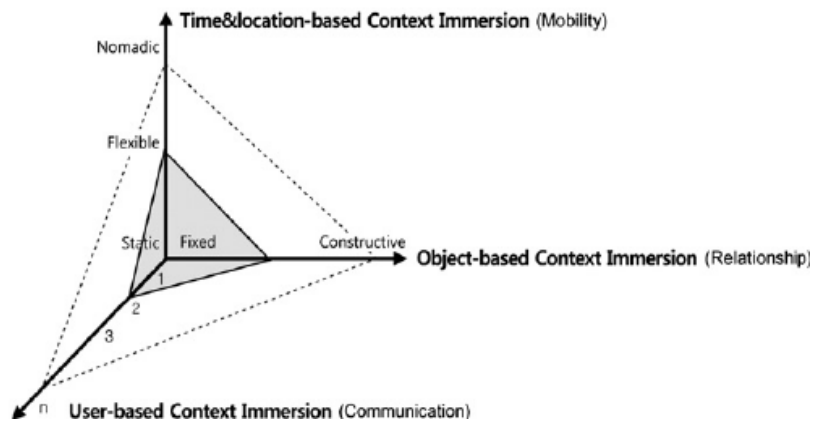 Time&location-based Context Immersion (Mobility)
Nomadic
Flexible
Static Fixed Constructive
Object-based Context Immersion (Relationship)
1
2
3
n
User-based Context Immersion (Communication)